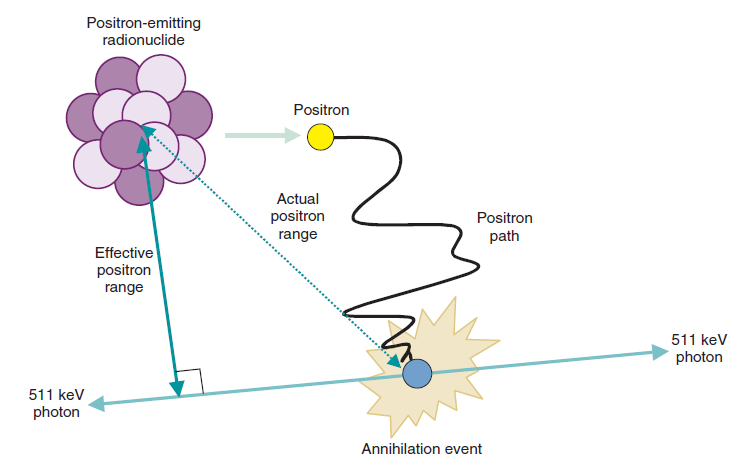 Positron-emitting
radionuclide
Positron
Actual
positron
range
Positron
path
Effective
positron
range
511 keV
photon
511 keV
photon
Annihilation event